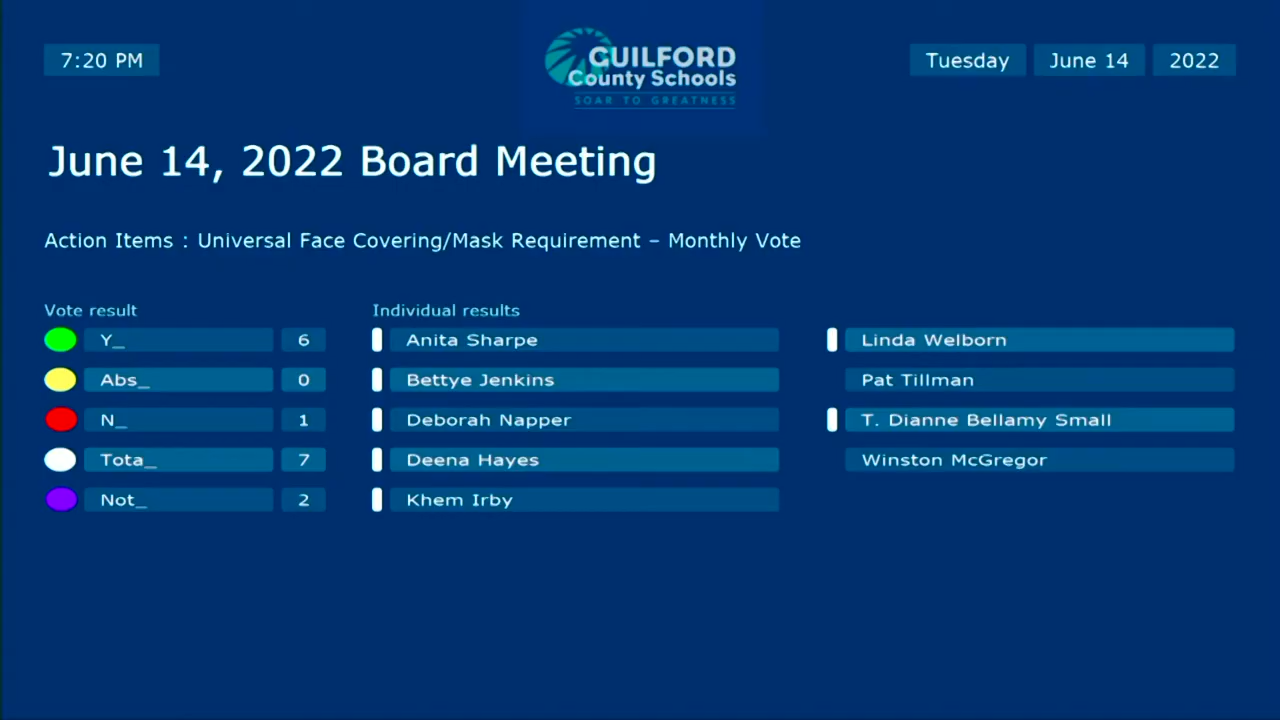 7:20 PM
GUILFORD
County Schools
SOAR TO GREATNESS
Tuesday June 14 2022
June 14, 2022 Board Meeting
Action Items : Universal Face Covering/Mask Requirement – Monthly Vote
Vote result
Y_ 6
Abs_ 0
N_ 1
Tota_ 7
Not_ 2
Individual results
Anita Sharpe
Bettye Jenkins
Deborah Napper
Deena Hayes
Khem Irby
Linda Welborn
Pat Tillman
T. Dianne Bellamy Small
Winston McGregor